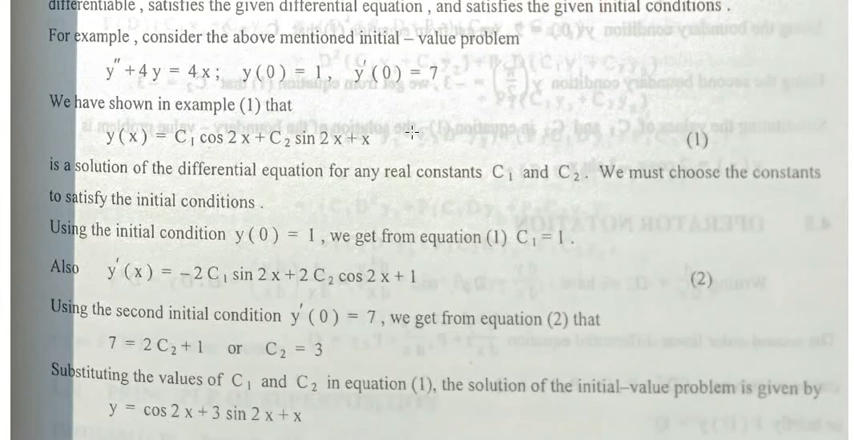 differentiable , satisfies the given differential equation , and satisfies the given initial conditions .
For example , consider the above mentioned initial – value problem
y″ + 4 y = 4 x ; y ( 0 ) = 1 , y′ ( 0 ) = 7
We have shown in example (1) that
y ( x ) = C₁ cos 2 x + C₂ sin 2 x + x (1)
is a solution of the differential equation for any real constants C₁ and C₂ . We must choose the constants
to satisfy the initial conditions .
Using the initial condition y ( 0 ) = 1 , we get from equation (1) C₁ = 1 .
Also y′ ( x ) = – 2 C₁ sin 2 x + 2 C₂ cos 2 x + 1 (2)
Using the second initial condition y′ ( 0 ) = 7 , we get from equation (2) that
7 = 2 C₂ + 1 or C₂ = 3
Substituting the values of C₁ and C₂ in equation (1), the solution of the initial–value problem is given by
y = cos 2 x + 3 sin 2 x + x